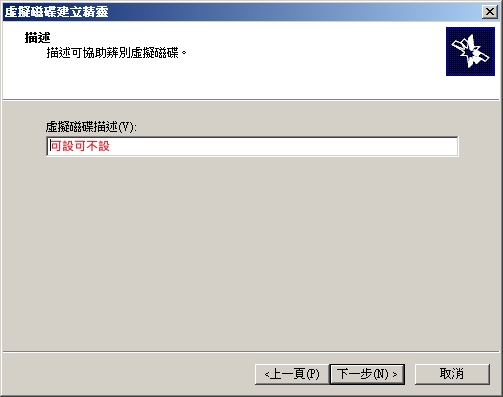 虛擬磁碟建立精靈
描述
描述可協助辨別虛擬磁碟。
虛擬磁碟描述(V):
可設可不設
<上一頁(P)
下一步(N) >
取消